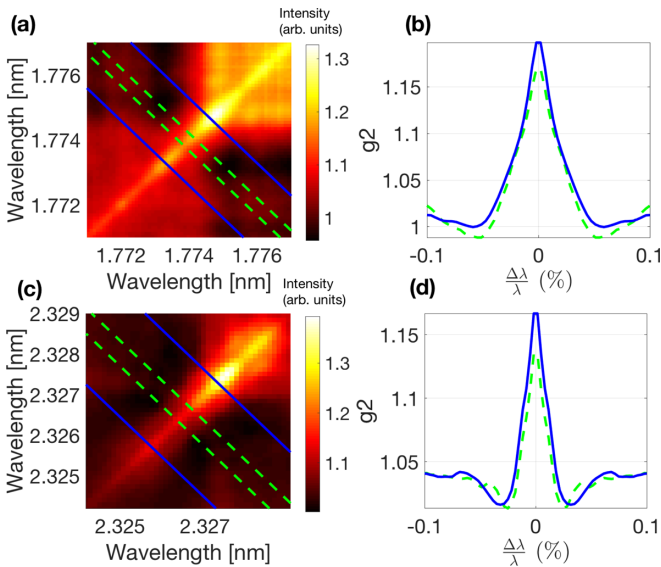 (a)
Intensity
(arb. units)
1.3
1.2
1.1
1
1.776
1.774
1.772
Wavelength [nm]
1.772
1.774
1.776
Wavelength [nm]
(b)
1.15
1.1
1.05
1
g2
-0.1
0
0.1
Δλ
λ
(%)
(c)
Intensity
(arb. units)
1.3
1.2
1.1
2.329
2.328
2.327
2.326
2.325
Wavelength [nm]
2.325
2.327
Wavelength [nm]
(d)
1.15
1.1
1.05
g2
-0.1
0
0.1
Δλ
λ
(%)